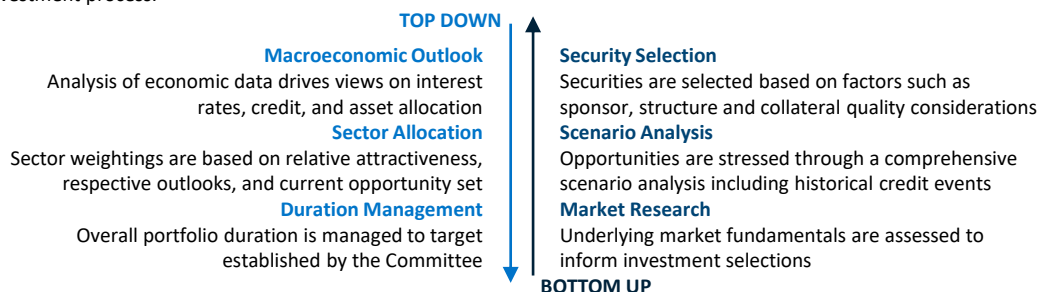 TOP DOWN
Macroeconomic Outlook
Analysis of economic data drives views on interest
rates, credit, and asset allocation
Sector Allocation
Sector weightings are based on relative attractiveness,
respective outlooks, and current opportunity set
Duration Management
Overall portfolio duration is managed to target
established by the Committee
Security Selection
Securities are selected based on factors such as
sponsor, structure and collateral quality considerations
Scenario Analysis
Opportunities are stressed through a comprehensive
scenario analysis including historical credit events
Market Research
Underlying market fundamentals are assessed to
inform investment selections
BOTTOM UP